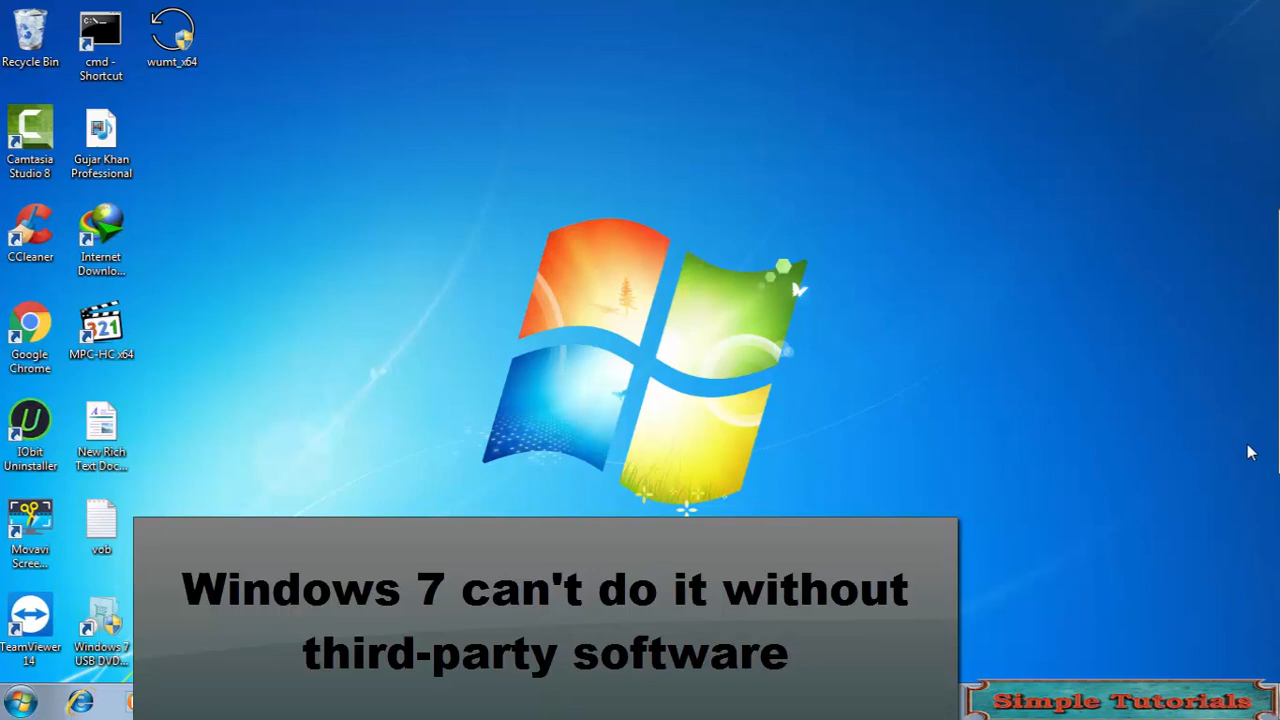 Recycle Bin
cmd -
Shortcut
wumt_x64
Camtasia
Studio 8
Gujar Khan
Professional
CCleaner
Internet
Downlo...
Google
Chrome
321
MPC-HC x64
IObit
Uninstaller
New Rich
Text Doc...
Movavi
Scree...
vob
TeamViewer
14
Windows 7
USB DVD...
Windows 7 can't do it without
third-party software
Simple Tutorials